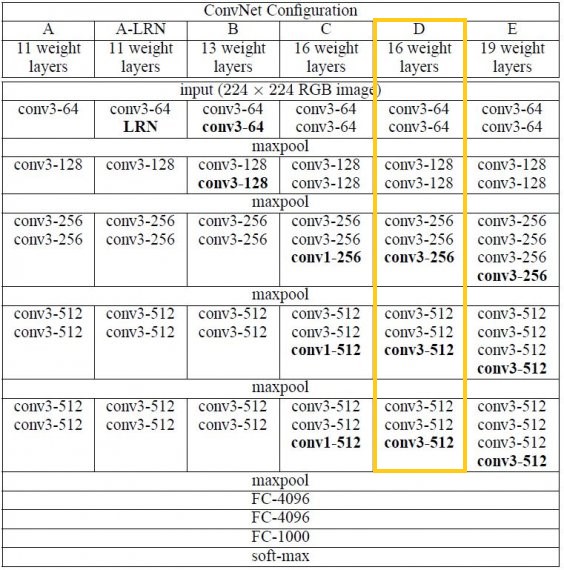 ConvNet Configuration
A A-LRN B C D E
11 weight 11 weight 13 weight 16 weight 16 weight 19 weight
layers layers layers layers layers layers
input (224 × 224 RGB image)
conv3-64 conv3-64 conv3-64 conv3-64 conv3-64 conv3-64
LRN conv3-64 conv3-64 conv3-64 conv3-64
maxpool
conv3-128 conv3-128 conv3-128 conv3-128 conv3-128 conv3-128
conv3-128 conv3-128 conv3-128 conv3-128
maxpool
conv3-256 conv3-256 conv3-256 conv3-256 conv3-256 conv3-256
conv3-256 conv3-256 conv3-256 conv3-256 conv3-256 conv3-256
conv1-256 conv3-256 conv3-256
conv3-256
maxpool
conv3-512 conv3-512 conv3-512 conv3-512 conv3-512 conv3-512
conv3-512 conv3-512 conv3-512 conv3-512 conv3-512 conv3-512
conv1-512 conv3-512 conv3-512
conv3-512
maxpool
conv3-512 conv3-512 conv3-512 conv3-512 conv3-512 conv3-512
conv3-512 conv3-512 conv3-512 conv3-512 conv3-512 conv3-512
conv1-512 conv3-512 conv3-512
conv3-512
maxpool
FC-4096
FC-4096
FC-1000
soft-max